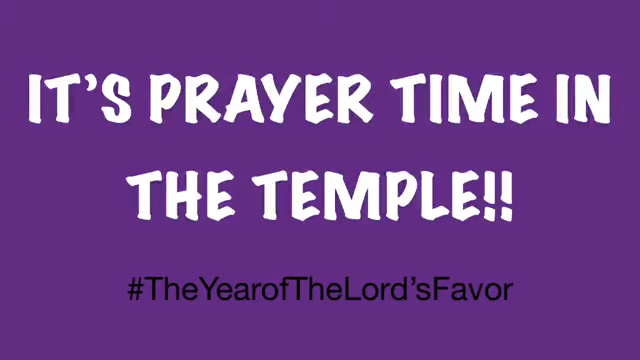 IT’S PRAYER TIME IN
THE TEMPLE!!
#TheYearofTheLord’sFavor